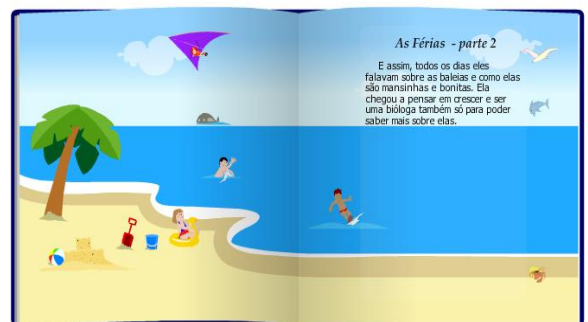 As Férias - parte 2
E assim, todos os dias eles
falavam sobre as baleias e como elas
são mansinhas e bonitas. Ela
chegou a pensar em crescer e ser
uma bióloga também só para poder
saber mais sobre elas.